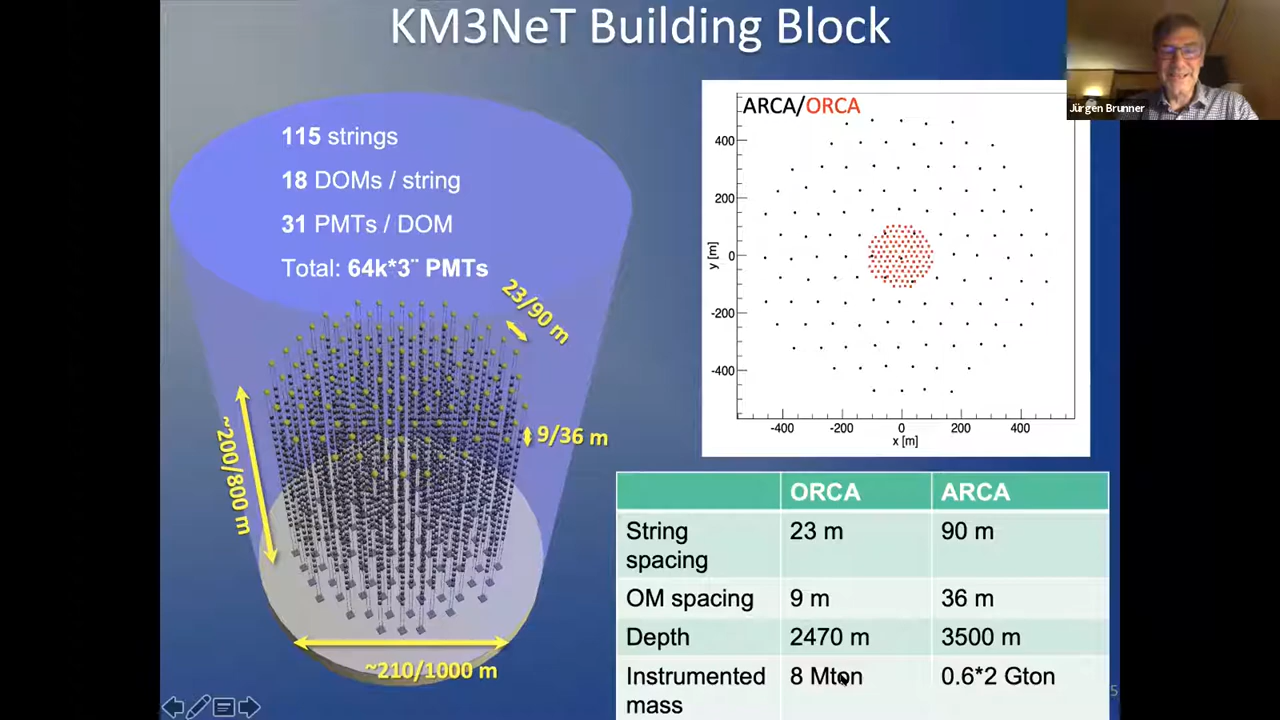 KM3NeT Building Block
Jürgen Brunner
115 strings
18 DOMs / string
31 PMTs / DOM
Total: 64k*3¨ PMTs
23/90 m
9/36 m
~200/800 m
~210/1000 m
ARCA/ORCA
400
200
0
-200
-400
y [m]
-400 -200 0 200 400
x [m]
ORCA ARCA
String spacing 23 m 90 m
OM spacing 9 m 36 m
Depth 2470 m 3500 m
Instrumented mass 8 Mton 0.6*2 Gton
5